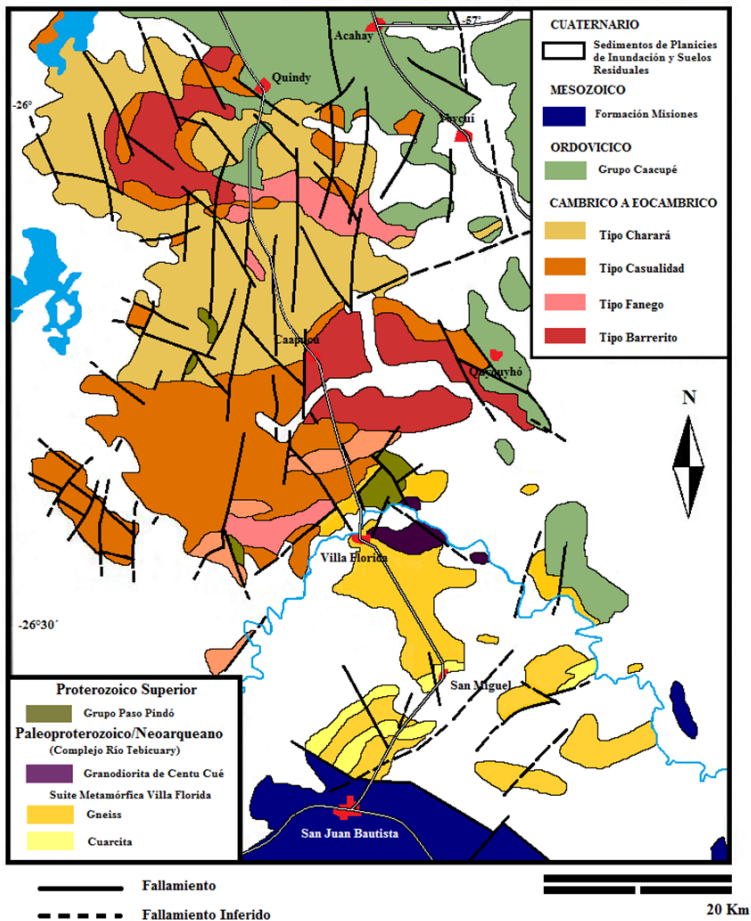 CUATERNARIO
Sedimentos de Planicies
de Inundación y Suelos
Residuales
MESOZOICO
Formación Misiones
ORDOVICICO
Grupo Caacupé
CAMBRICO A EOCAMBRICO
Tipo Charará
Tipo Casualidad
Tipo Fanego
Tipo Barrerito
-57°
Acahay
Quindy
-26°
Ybycuí
Caapucú
Quyquyhó
N
Villa Florida
-26°30´
San Miguel
San Juan Bautista
Proterozoico Superior
Grupo Paso Pindó
Paleoproterozoico/Neoarqueano
(Complejo Río Tebicuary)
Granodiorita de Centu Cué
Suite Metamórfica Villa Florida
Gneiss
Cuarcita
Fallamiento
Fallamiento Inferido
20 Km